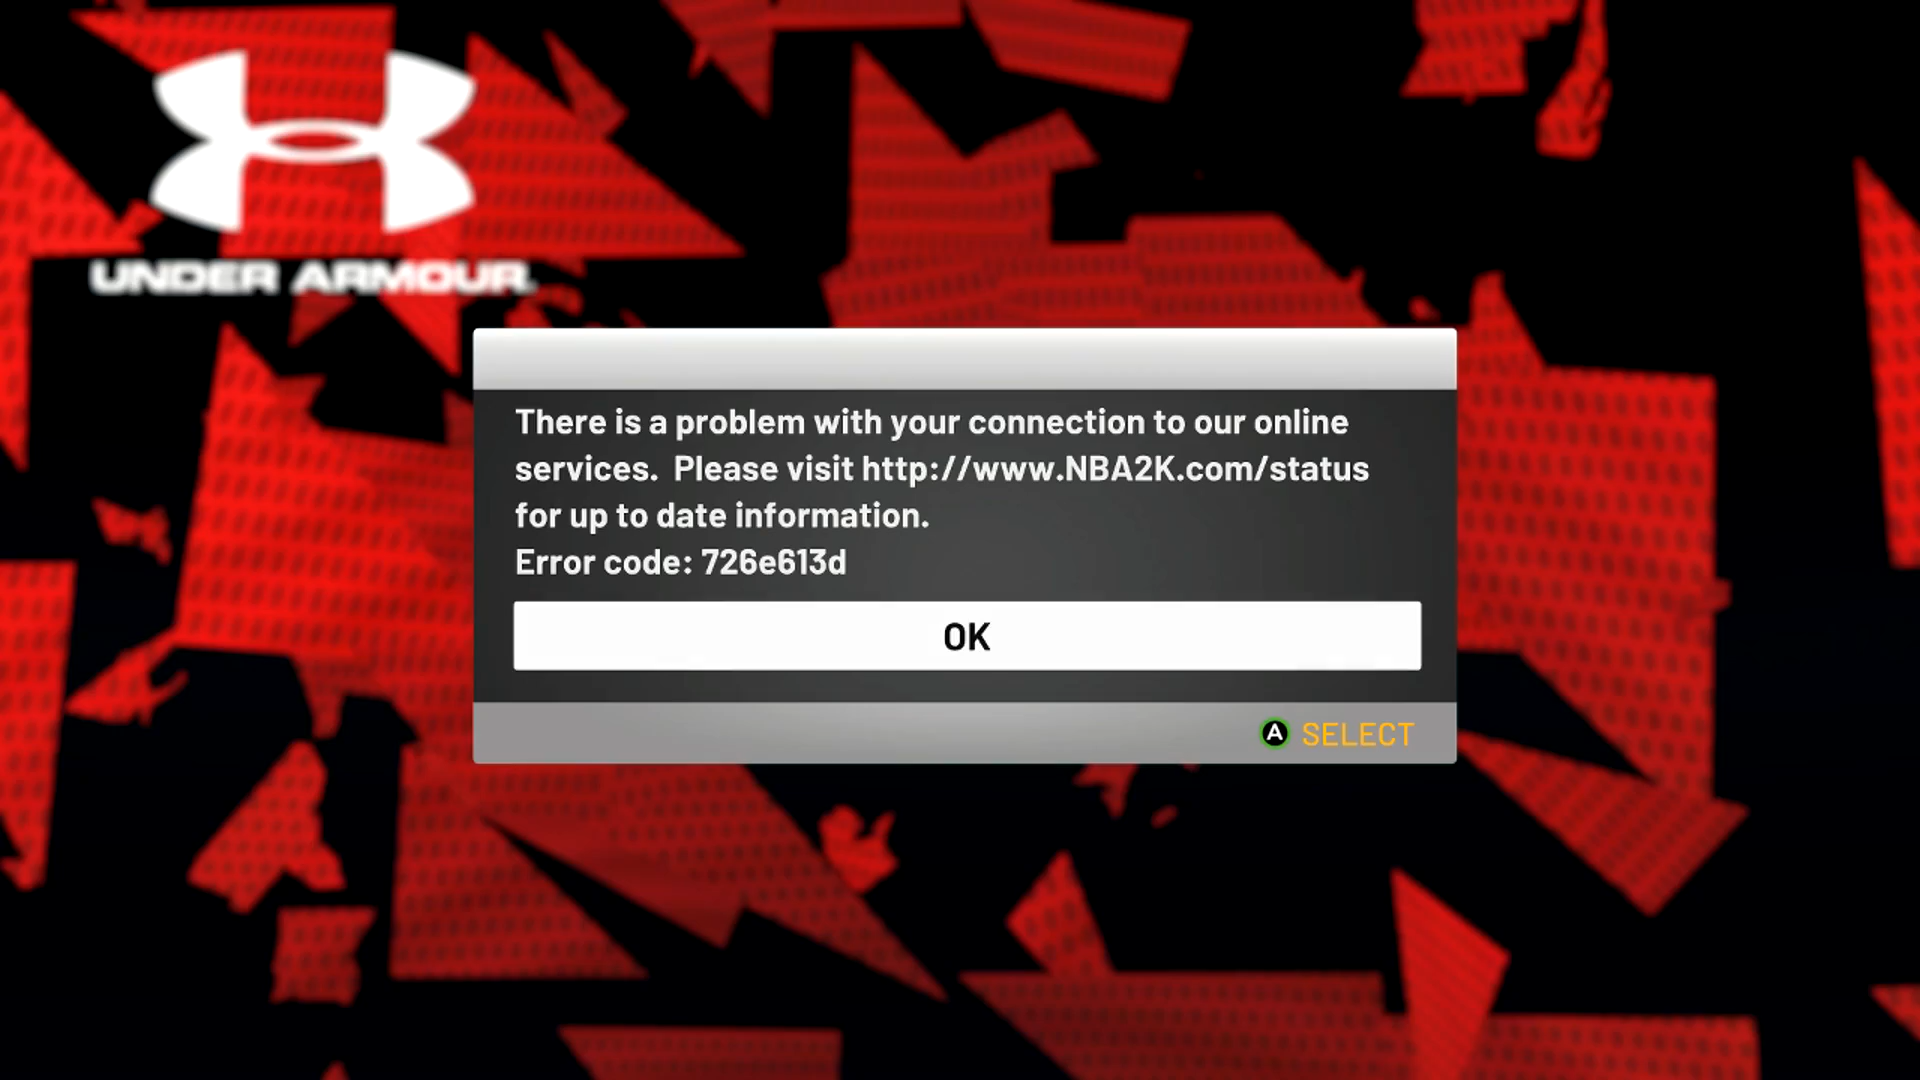 UNDER ARMOUR.
There is a problem with your connection to our online
services. Please visit http://www.NBA2K.com/status
for up to date information.
Error code: 726e613d
OK
A SELECT